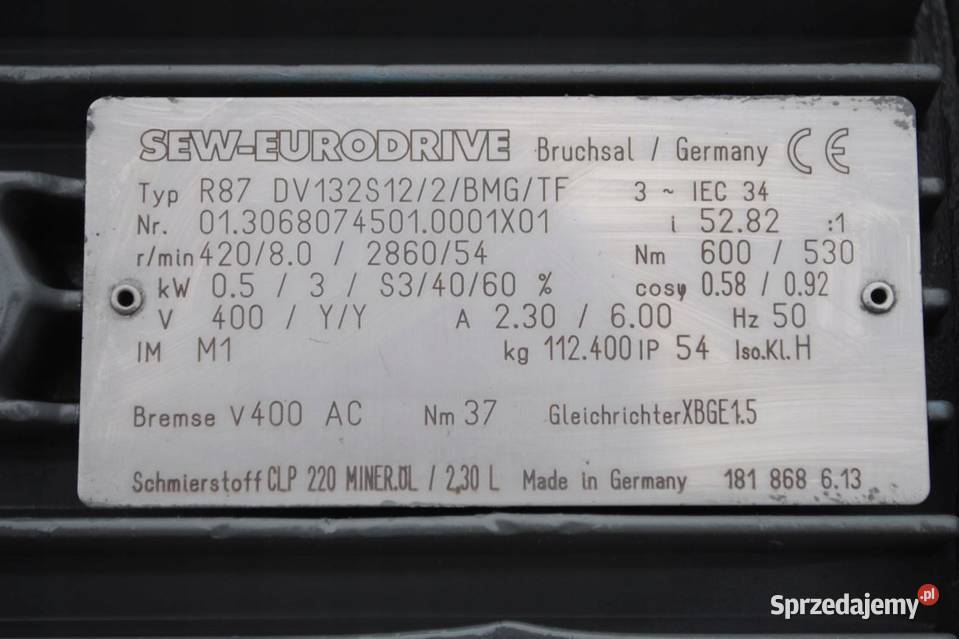 SEW-EURODRIVE Bruchsal / Germany CE
Typ R87 DV132S12/2/BMG/TF 3 ~ IEC 34
Nr. 01.3068074501.0001X01 i 52.82 :1
r/min 420/8.0 / 2860/54 Nm 600 / 530
kW 0.5 / 3 / S3/40/60 % cosφ 0.58 / 0.92
V 400 / Y/Y A 2.30 / 6.00 Hz 50
IM M1 kg 112.400 IP 54 Iso.Kl. H
Bremse V 400 AC Nm 37 Gleichrichter XBGE1.5
Schmierstoff CLP 220 MINER.ÖL / 2,30 L Made in Germany 181 868 6.13
Sprzedajemy.pl